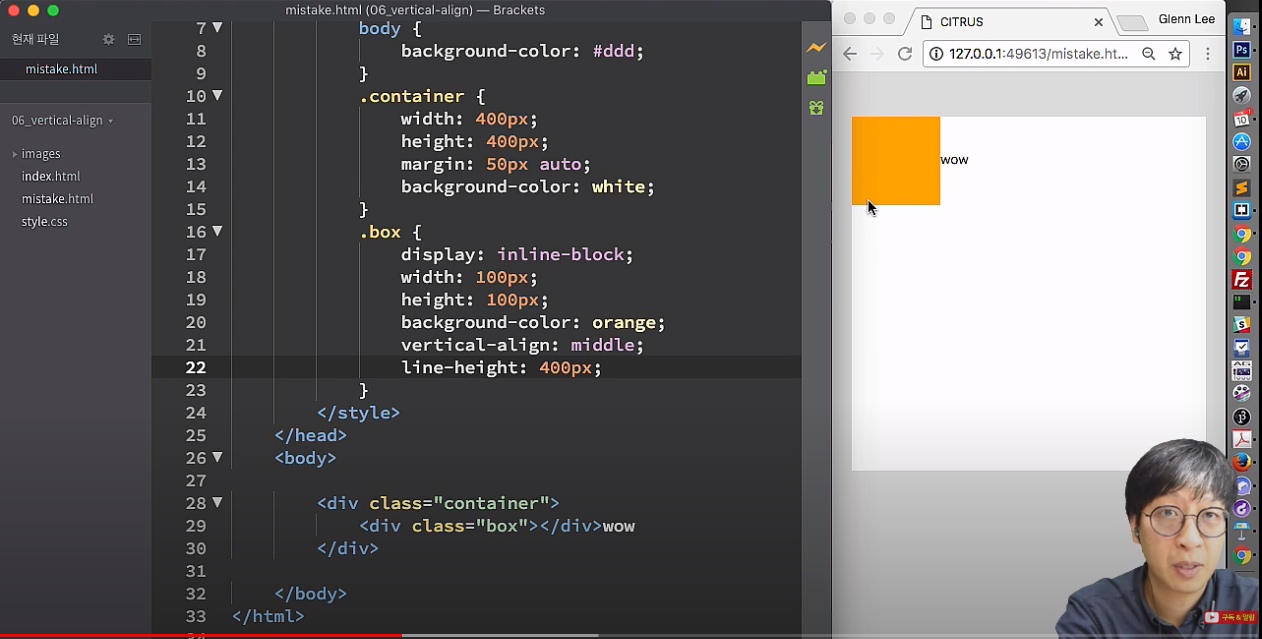 mistake.html (06_vertical-align) — Brackets
현재 파일
mistake.html
06_vertical-align
images
index.html
mistake.html
style.css
7 body {
8 background-color: #ddd;
9 }
10 .container {
11 width: 400px;
12 height: 400px;
13 margin: 50px auto;
14 background-color: white;
15 }
16 .box {
17 display: inline-block;
18 width: 100px;
19 height: 100px;
20 background-color: orange;
21 vertical-align: middle;
22 line-height: 400px;
23 }
24 </style>
25 </head>
26 <body>
27
28 <div class="container">
29 <div class="box"></div>wow
30 </div>
31
32 </body>
33 </html>
CITRUS
Glenn Lee
127.0.0.1:49613/mistake.ht...
wow
Ps
Ai
10
Fz
구독 & 알림